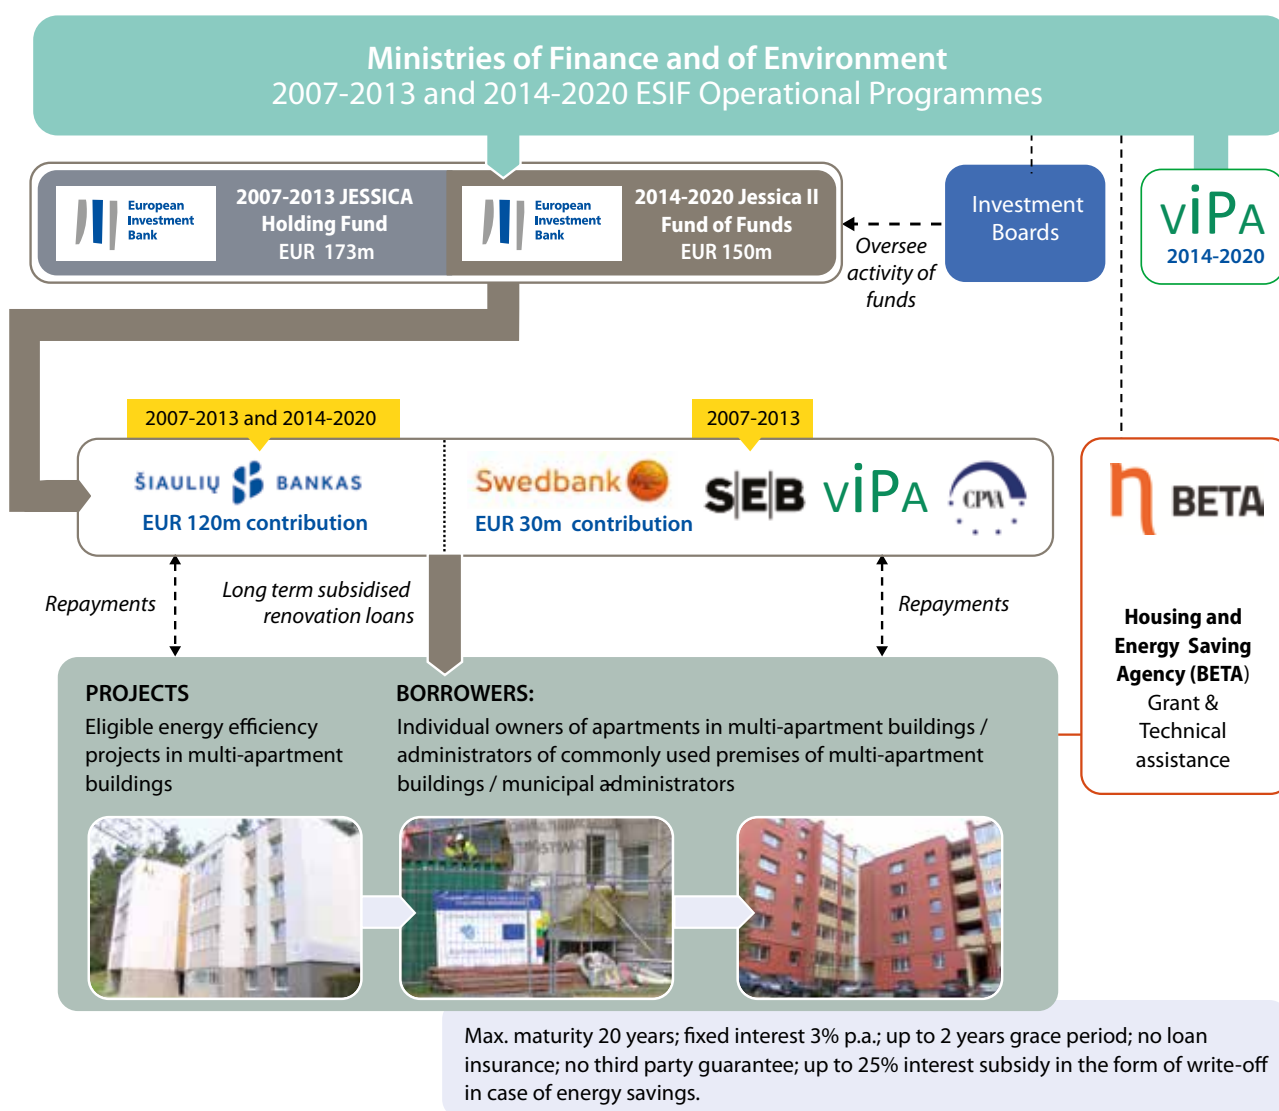 Ministries of Finance and of Environment
2007-2013 and 2014-2020 ESIF Operational Programmes
European
Investment
Bank
2007-2013 JESSICA
Holding Fund
EUR 173m
European
Investment
Bank
2014-2020 Jessica II
Fund of Funds
EUR 150m
Oversee
activity of
funds
Investment
Boards
viPA
2014-2020
2007-2013 and 2014-2020
2007-2013
ŠIAULIŲ BANKAS
EUR 120m contribution
Swedbank
EUR 30m contribution
S|E|B
viPA
CPVA
η BETA
Repayments
Long term subsidised
renovation loans
Repayments
Housing and
Energy Saving
Agency (BETA)
Grant &
Technical
assistance
PROJECTS
Eligible energy efficiency
projects in multi-apartment
buildings
BORROWERS:
Individual owners of apartments in multi-apartment buildings /
administrators of commonly used premises of multi-apartment
buildings / municipal administrators
Max. maturity 20 years; fixed interest 3% p.a.; up to 2 years grace period; no loan
insurance; no third party guarantee; up to 25% interest subsidy in the form of write-off
in case of energy savings.